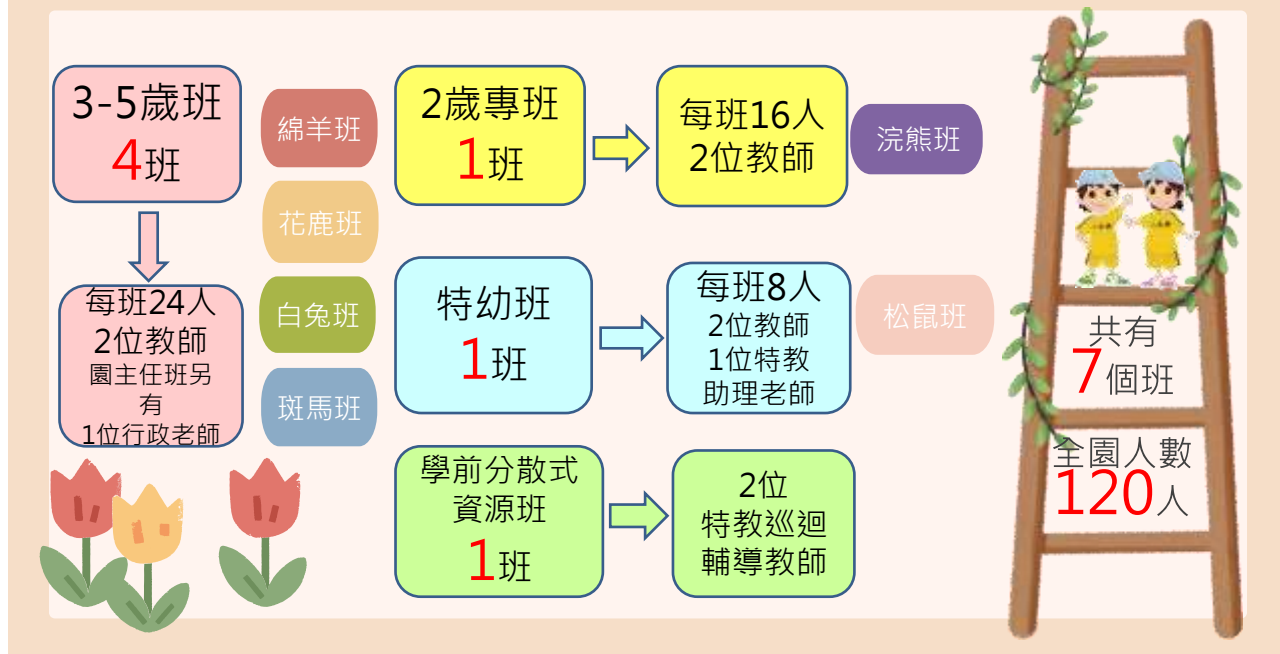 3-5歲班
4班
每班24人
2位教師
園主任班另
有
1位行政老師
綿羊班
花鹿班
白兔班
斑馬班
2歲專班
1班
每班16人
2位教師
浣熊班
特幼班
1班
每班8人
2位教師
1位特教
助理老師
松鼠班
學前分散式
資源班
1班
2位
特教巡迴
輔導教師
共有
7個班
全園人數
120人